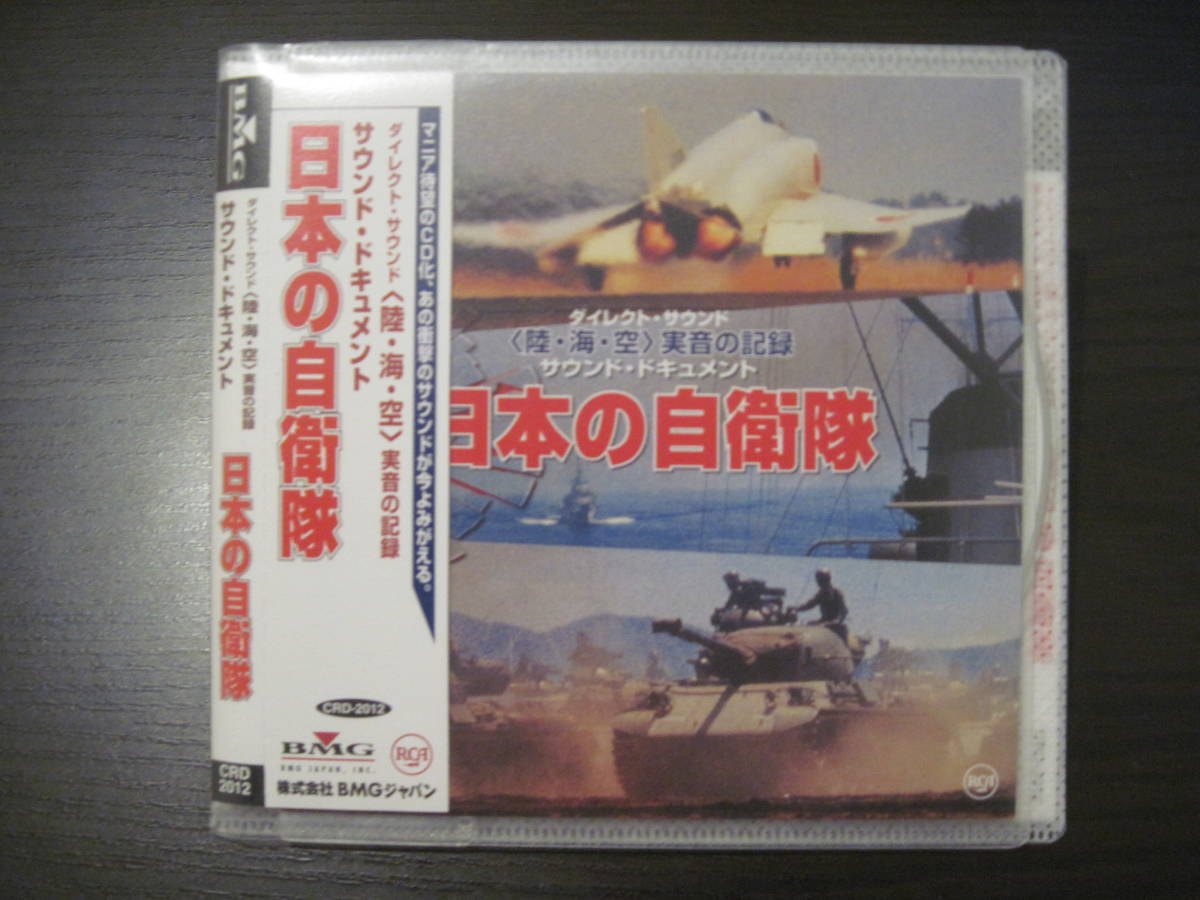 BMG
ダイレクト・サウンド〈陸・海・空〉実音の記録
サウンド・ドキュメント
日本の自衛隊
CRD
2012
マニア待望のCD化。あの衝撃のサウンドが今よみがえる。
ダイレクト・サウンド〈陸・海・空〉実音の記録
サウンド・ドキュメント
日本の自衛隊
CRD-2012
BMG
BMG JAPAN, INC.
RCA
株式会社 BMGジャパン
ダイレクト・サウンド
〈陸・海・空〉実音の記録
サウンド・ドキュメント
日本の自衛隊
RCA